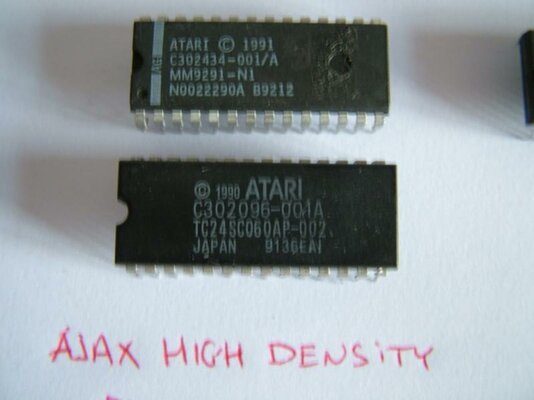 AGI
ATARI © 1991
C302434-001/A
MM9291-N1
N0022290A B9212
© 1990 ATARI
C302096-001A
TC24SC060AP-002
JAPAN 9136EAI
AJAX HIGH DENSITY